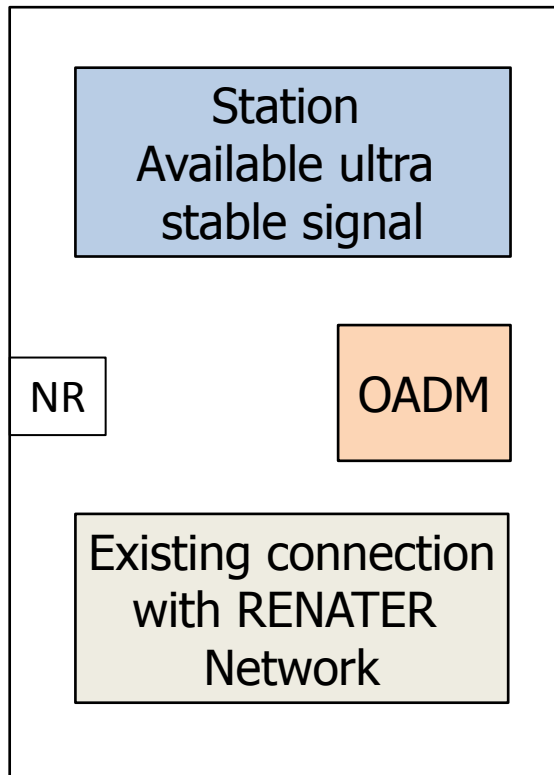 Station
Available ultra
stable signal
NR
OADM
Existing connection
with RENATER
Network